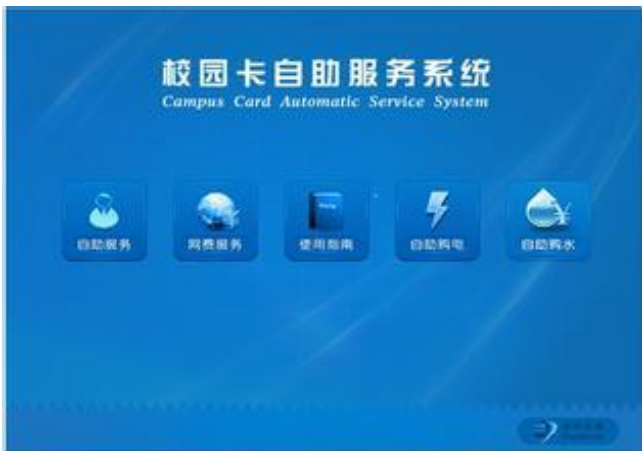 校园卡自助服务系统
Campus Card Automatic Service System
自助服务
网费服务
使用指南
自助购电
自助购水